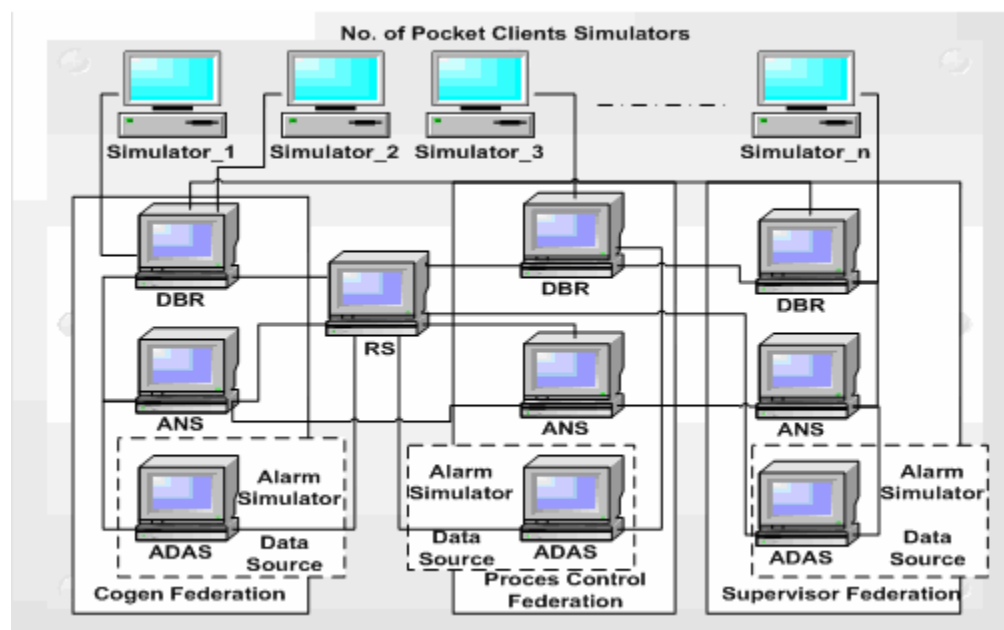 No. of Pocket Clients Simulators
Simulator_1
Simulator_2
Simulator_3
Simulator_n
DBR
RS
DBR
DBR
ANS
ANS
ANS
Alarm
Simulator
ADAS
Data
Source
Alarm
Simulator
Data
Source
ADAS
Alarm
Simulator
ADAS
Data
Source
Cogen Federation
Proces Control
Federation
Supervisor Federation